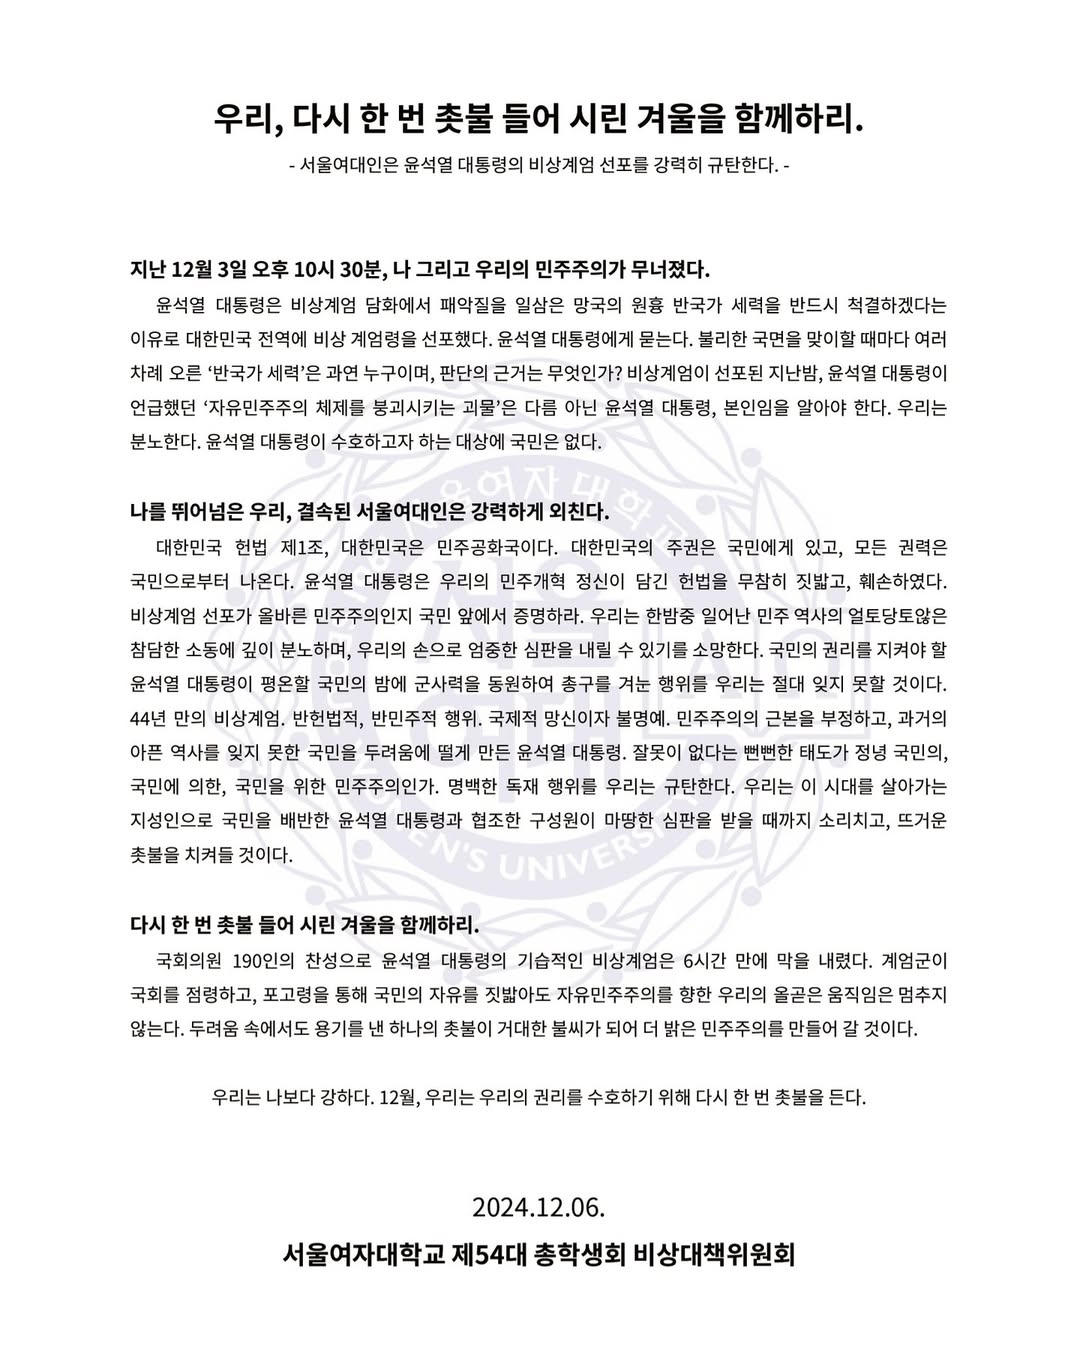 우리, 다시 한 번 촛불 들어 시린 겨울을 함께하리.
- 서울여대인은 윤석열 대통령의 비상계엄 선포를 강력히 규탄한다. -
지난 12월 3일 오후 10시 30분, 나 그리고 우리의 민주주의가 무너졌다.
윤석열 대통령은 비상계엄 담화에서 패악질을 일삼은 망국의 원흉 반국가 세력을 반드시 척결하겠다는
이유로 대한민국 전역에 비상 계엄령을 선포했다. 윤석열 대통령에게 묻는다. 불리한 국면을 맞이할 때마다 여러
차례 오른 ‘반국가 세력’은 과연 누구이며, 판단의 근거는 무엇인가? 비상계엄이 선포된 지난밤, 윤석열 대통령이
언급했던 ‘자유민주주의 체제를 붕괴시키는 괴물’은 다름 아닌 윤석열 대통령, 본인임을 알아야 한다. 우리는
분노한다. 윤석열 대통령이 수호하고자 하는 대상에 국민은 없다.
나를 뛰어넘은 우리, 결속된 서울여대인은 강력하게 외친다.
대한민국 헌법 제1조, 대한민국은 민주공화국이다. 대한민국의 주권은 국민에게 있고, 모든 권력은
국민으로부터 나온다. 윤석열 대통령은 우리의 민주개혁 정신이 담긴 헌법을 무참히 짓밟고, 훼손하였다.
비상계엄 선포가 올바른 민주주의인지 국민 앞에서 증명하라. 우리는 한밤중 일어난 민주 역사의 얼토당토않은
참담한 소동에 깊이 분노하며, 우리의 손으로 엄중한 심판을 내릴 수 있기를 소망한다. 국민의 권리를 지켜야 할
윤석열 대통령이 평온할 국민의 밤에 군사력을 동원하여 총구를 겨눈 행위를 우리는 절대 잊지 못할 것이다.
44년 만의 비상계엄. 반헌법적, 반민주적 행위. 국제적 망신이자 불명예. 민주주의의 근본을 부정하고, 과거의
아픈 역사를 잊지 못한 국민을 두려움에 떨게 만든 윤석열 대통령. 잘못이 없다는 뻔뻔한 태도가 정녕 국민의,
국민에 의한, 국민을 위한 민주주의인가. 명백한 독재 행위를 우리는 규탄한다. 우리는 이 시대를 살아가는
지성인으로 국민을 배반한 윤석열 대통령과 협조한 구성원이 마땅한 심판을 받을 때까지 소리치고, 뜨거운
촛불을 치켜들 것이다.
다시 한 번 촛불 들어 시린 겨울을 함께하리.
국회의원 190인의 찬성으로 윤석열 대통령의 기습적인 비상계엄은 6시간 만에 막을 내렸다. 계엄군이
국회를 점령하고, 포고령을 통해 국민의 자유를 짓밟아도 자유민주주의를 향한 우리의 올곧은 움직임은 멈추지
않는다. 두려움 속에서도 용기를 낸 하나의 촛불이 거대한 불씨가 되어 더 밝은 민주주의를 만들어 갈 것이다.
우리는 나보다 강하다. 12월, 우리는 우리의 권리를 수호하기 위해 다시 한 번 촛불을 든다.
2024.12.06.
서울여자대학교 제54대 총학생회 비상대책위원회